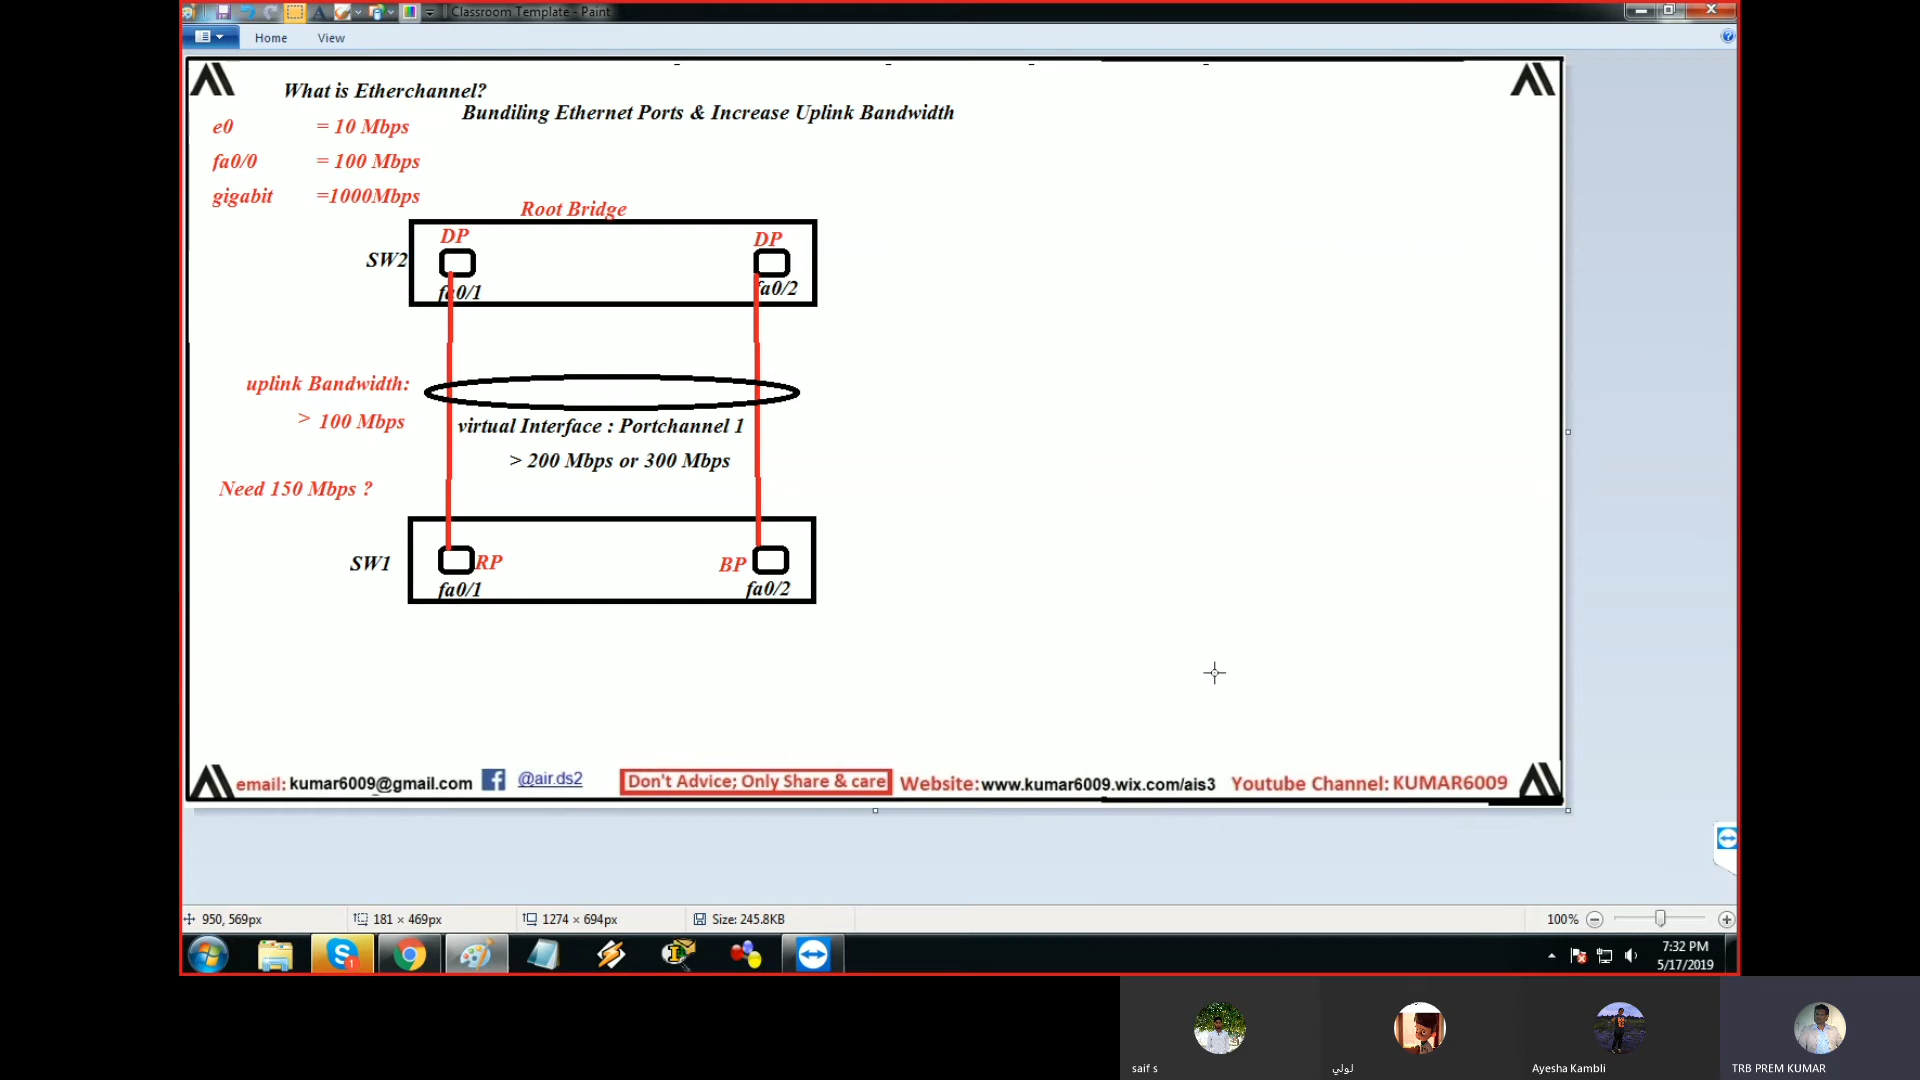 Classroom Template - Paint
Home View
What is Etherchannel?
Bundiling Ethernet Ports & Increase Uplink Bandwidth
e0 = 10 Mbps
fa0/0 = 100 Mbps
gigabit =1000Mbps
Root Bridge
DP DP
SW2
fa0/1 fa0/2
uplink Bandwidth:
> 100 Mbps
virtual Interface : Portchannel 1
> 200 Mbps or 300 Mbps
Need 150 Mbps ?
SW1 RP BP
fa0/1 fa0/2
email: kumar6009@gmail.com @air.ds2 Don't Advice; Only Share & care Website: www.kumar6009.wix.com/ais3 Youtube Channel: KUMAR6009
950, 569px 181 × 469px 1274 × 694px Size: 245.8KB 100%
7:32 PM
5/17/2019
saif s لولي Ayesha Kambli TRB PREM KUMAR